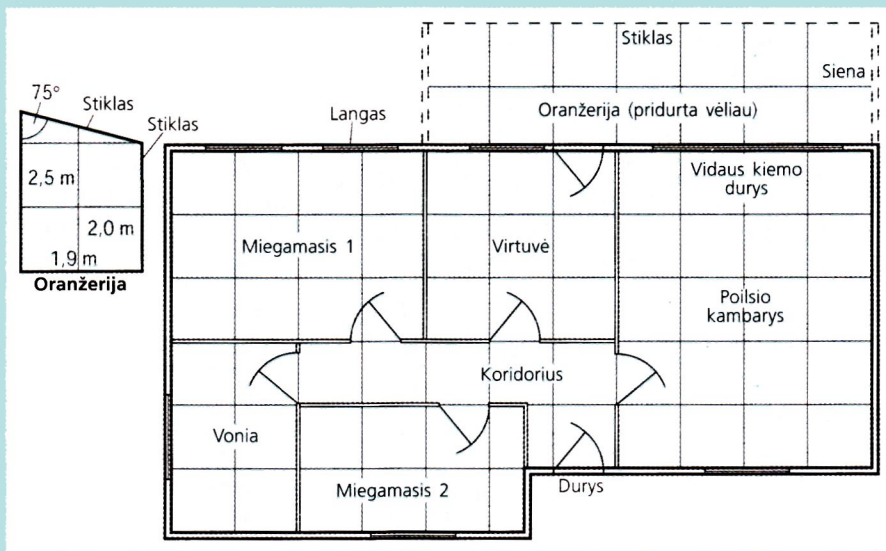 Stiklas
Siena
75°
Stiklas
Stiklas
Langas
Oranžerija (pridurta vėliau)
2,5 m
2,0 m
1,9 m
Oranžerija
Vidaus kiemo
durys
Miegamasis 1
Virtuvė
Poilsio
kambarys
Koridorius
Vonia
Miegamasis 2
Durys